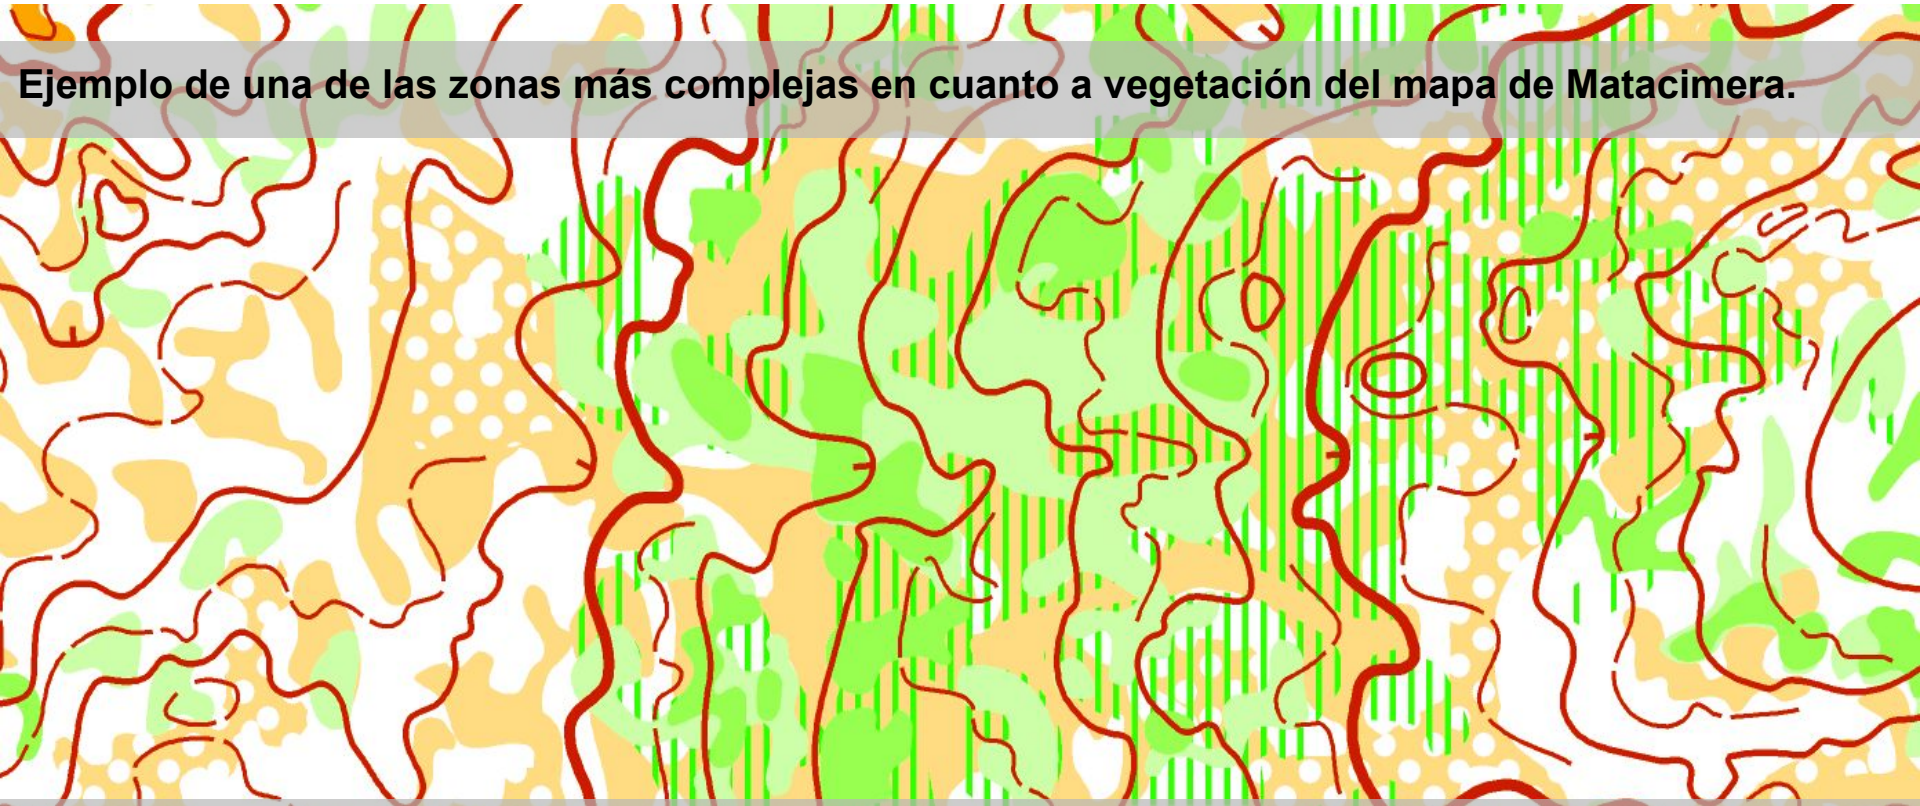 Ejemplo de una de las zonas más complejas en cuanto a vegetación del mapa de Matacimera.